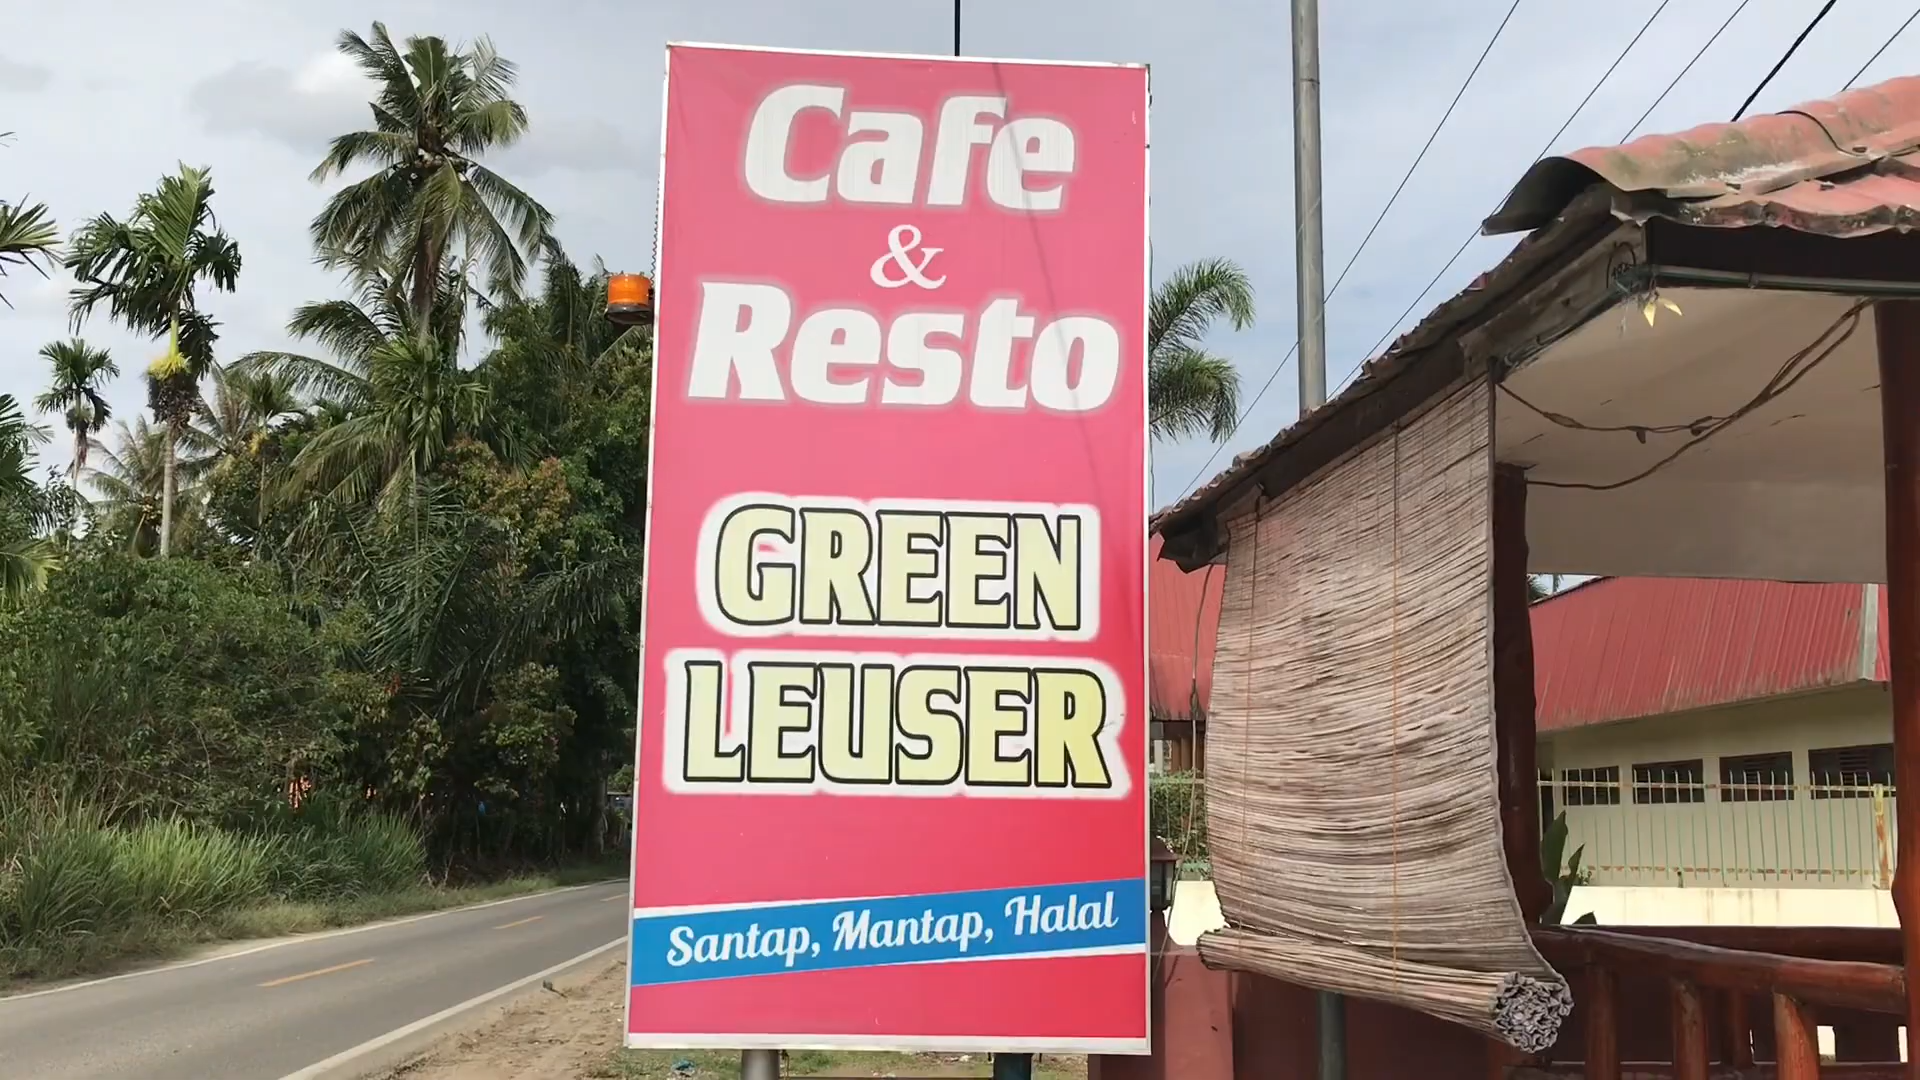 Cafe
&
Resto
GREEN
LEUSER
Santap, Mantap, Halal